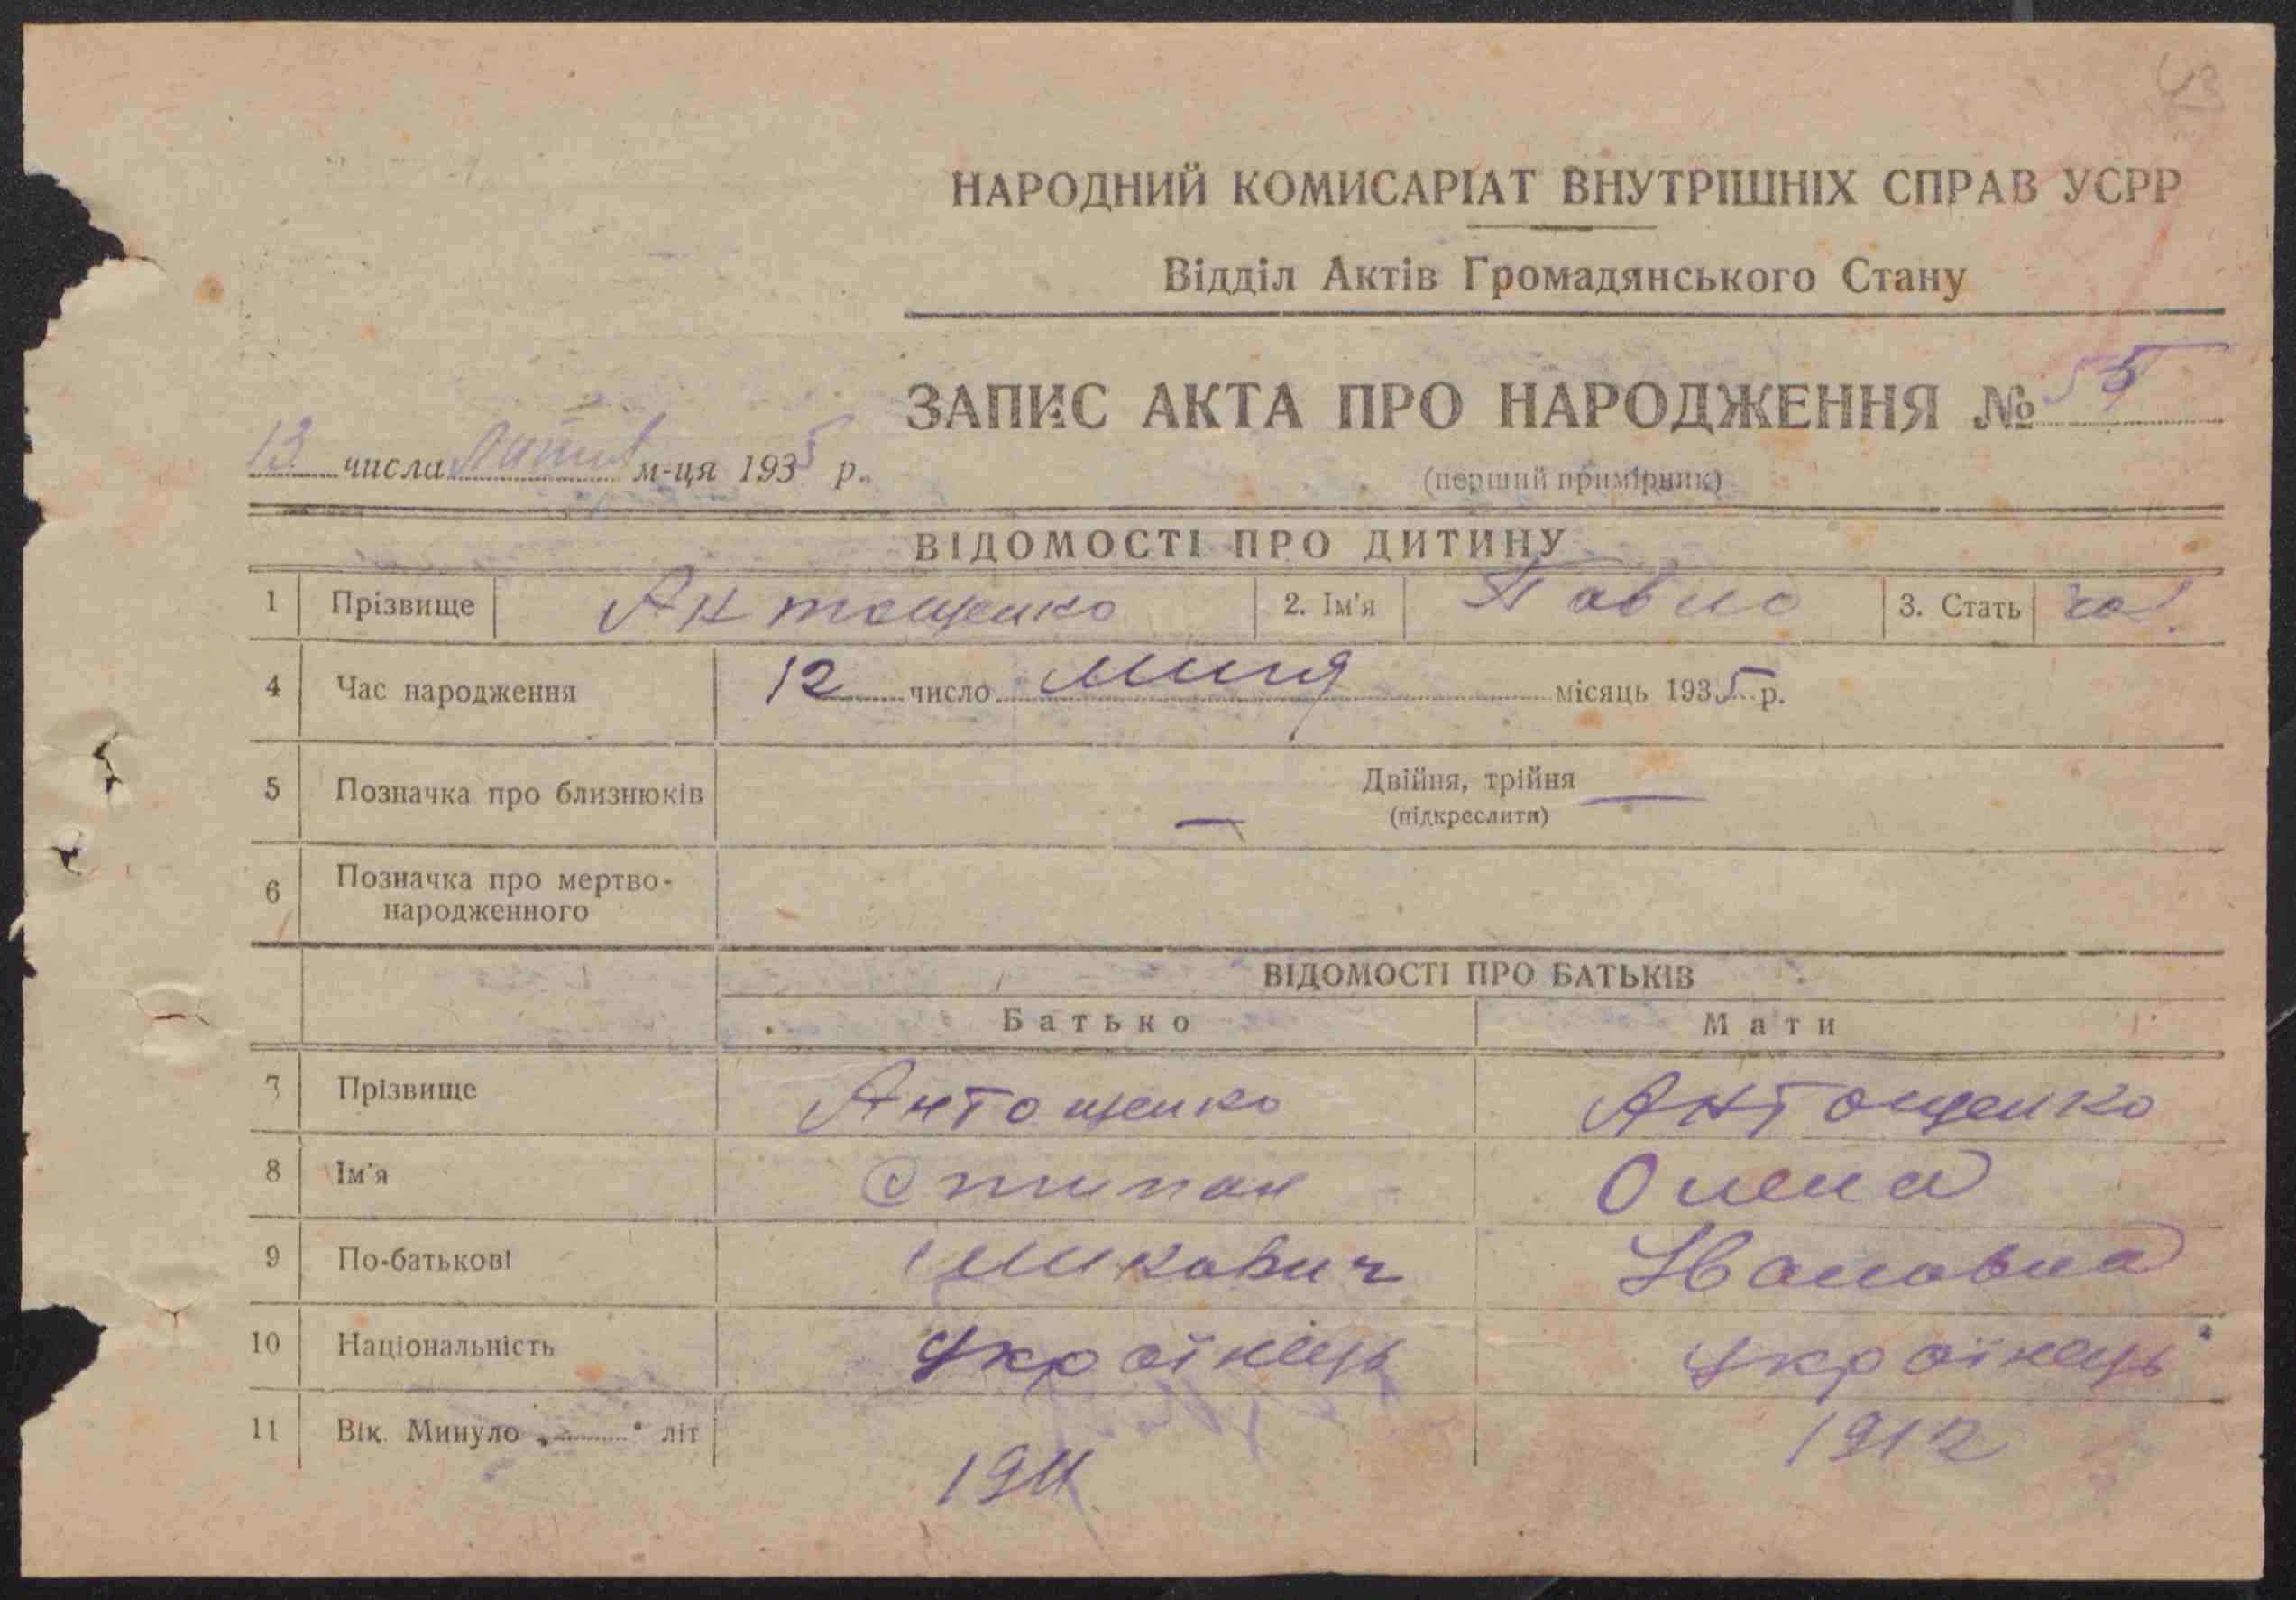 43
НАРОДНИЙ КОМИСАРІАТ ВНУТРІШНІХ СПРАВ УСРР
Відділ Актів Громадянського Стану
ЗАПИС АКТА ПРО НАРОДЖЕННЯ № 55
13 числа м-ця 1935 р.
(перший примірник)
ВІДОМОСТІ ПРО ДИТИНУ
1 Прізвище Антощенко 2. Ім'я Павло 3. Стать чол.
4 Час народження 12 число місяць 1935 р.
5 Позначка про близнюків — Двійня, трійня —
(підкреслити)
6 Позначка про мертво-
народженного
ВІДОМОСТІ ПРО БАТЬКІВ
Батько Мати
7 Прізвище Антощенко Антощенко
8 Ім'я Степан Олена
9 По-батькові Івановна
10 Національність Українець Українець
11 Вік. Минуло „ " літ 1911 1912